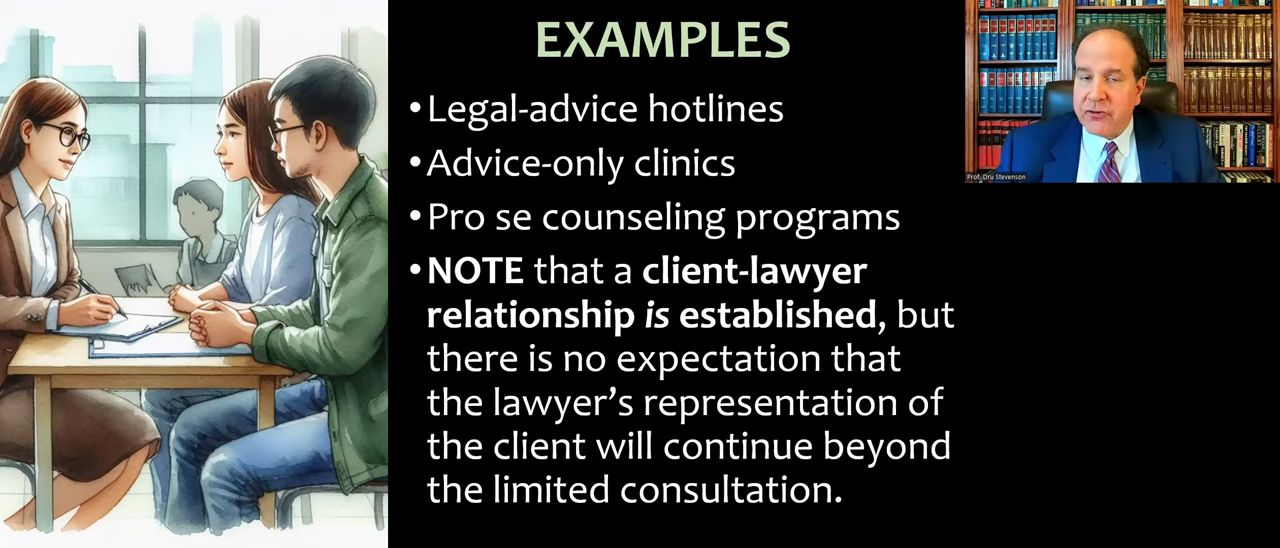 EXAMPLES
• Legal-advice hotlines
• Advice-only clinics
• Pro se counseling programs
• NOTE that a client-lawyer
relationship is established, but
there is no expectation that
the lawyer’s representation of
the client will continue beyond
the limited consultation.
Prof. Dru Stevenson